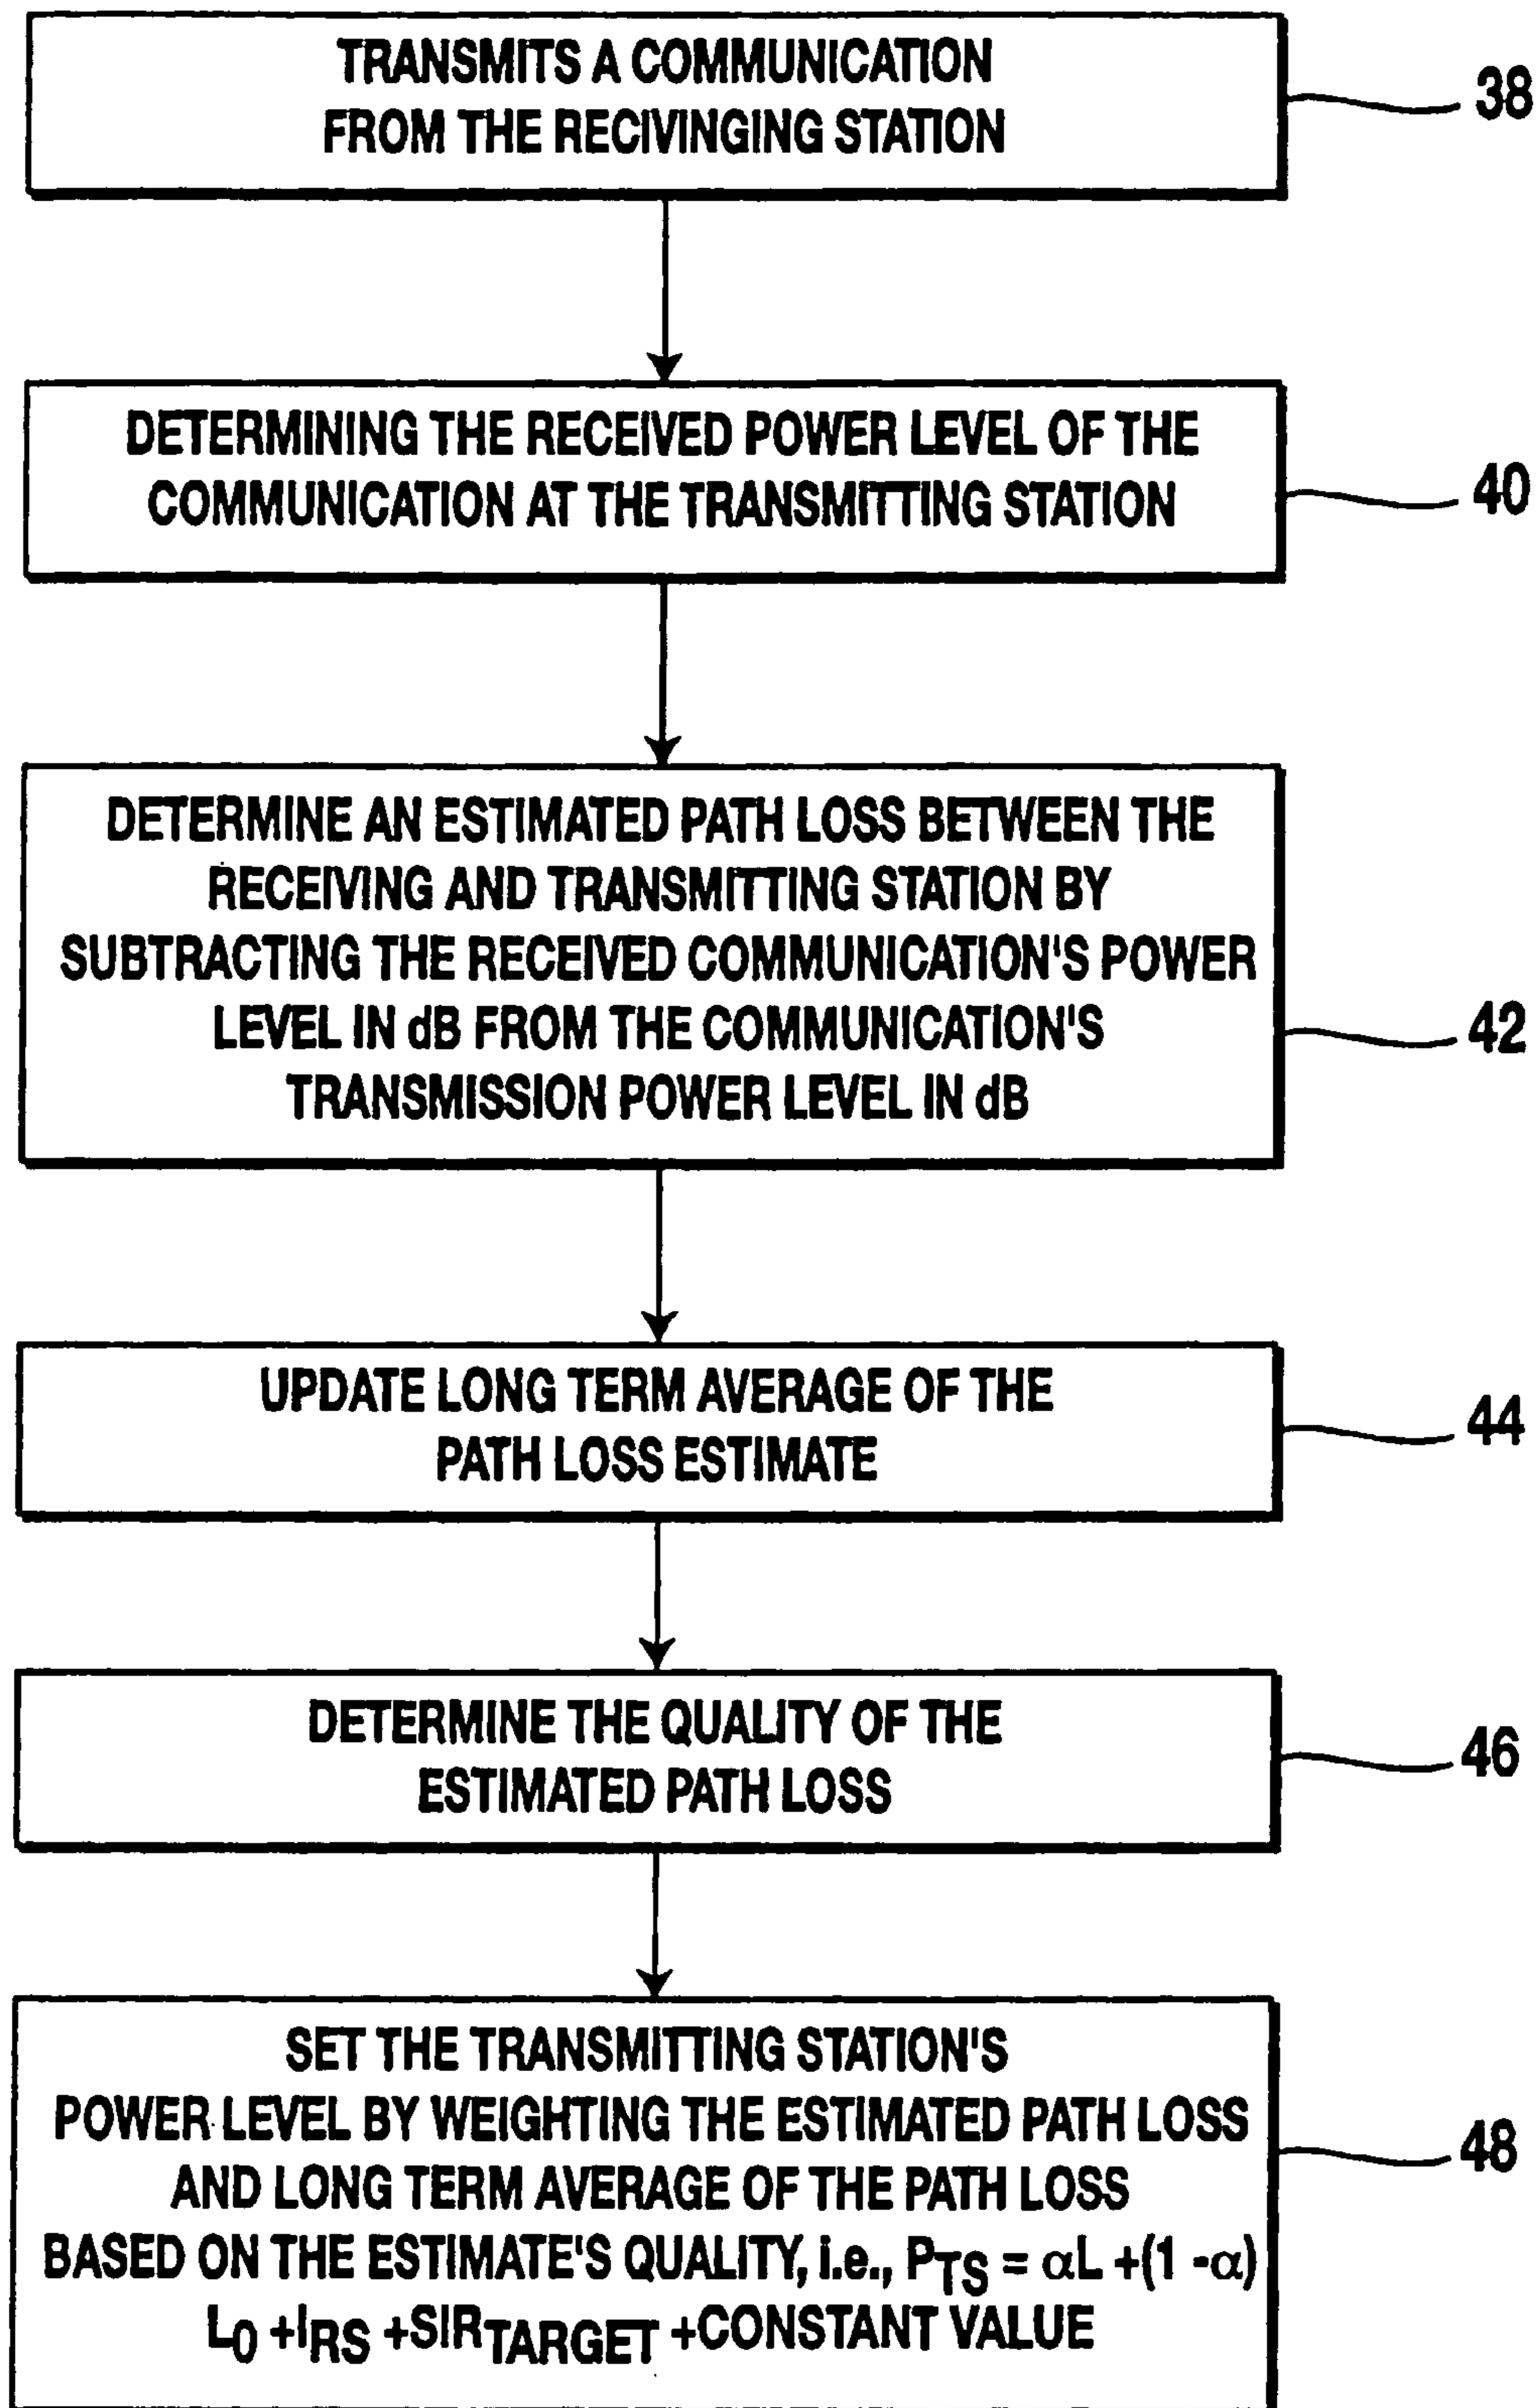 TRANSMITS A COMMUNICATION
FROM THE RECIVINGING STATION
38
DETERMINING THE RECEIVED POWER LEVEL OF THE
COMMUNICATION AT THE TRANSMITTING STATION
40
DETERMINE AN ESTIMATED PATH LOSS BETWEEN THE
RECEIVING AND TRANSMITTING STATION BY
SUBTRACTING THE RECEIVED COMMUNICATION'S POWER
LEVEL IN dB FROM THE COMMUNICATION'S
TRANSMISSION POWER LEVEL IN dB
42
UPDATE LONG TERM AVERAGE OF THE
PATH LOSS ESTIMATE
44
DETERMINE THE QUALITY OF THE
ESTIMATED PATH LOSS
46
SET THE TRANSMITTING STATION'S
POWER LEVEL BY WEIGHTING THE ESTIMATED PATH LOSS
AND LONG TERM AVERAGE OF THE PATH LOSS
BASED ON THE ESTIMATE'S QUALITY, i.e., PTS = αL +(1 -α)
L0 +IRS +SIRTARGET +CONSTANT VALUE
48